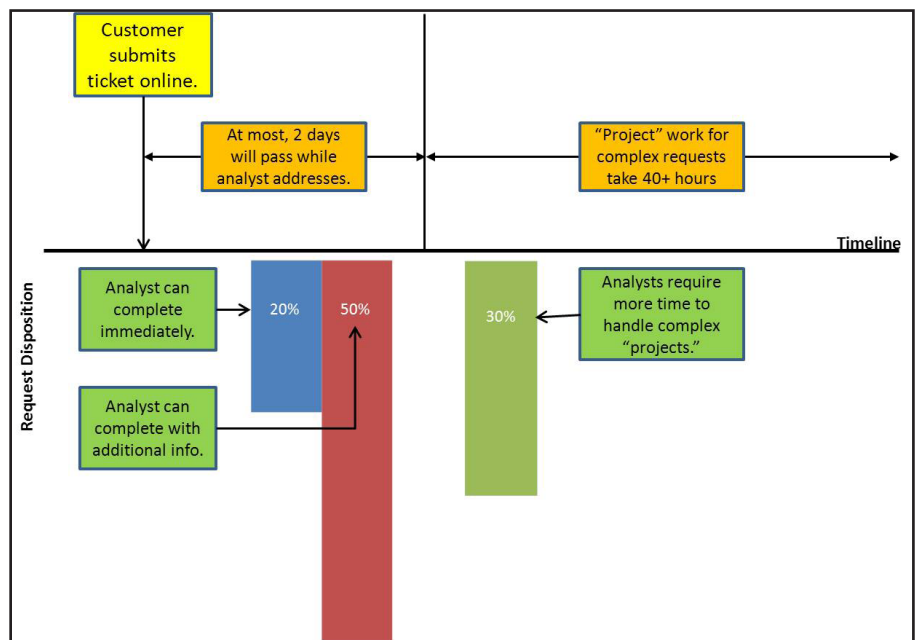 Customer
submits
ticket online.
At most, 2 days
will pass while
analyst addresses.
“Project” work for
complex requests
take 40+ hours
Timeline
Request Disposition
Analyst can
complete
immediately.
20%
50%
30%
Analysts require
more time to
handle complex
“projects.”
Analyst can
complete with
additional info.